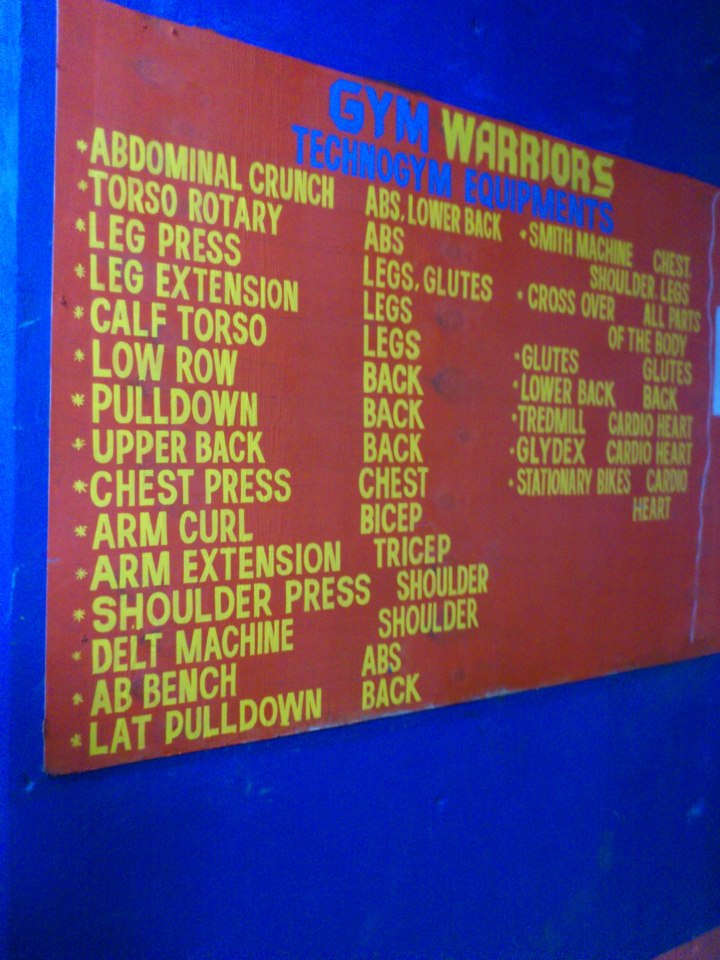 GYM WARRIORS
TECHNOGYM EQUIPMENTS
*ABDOMINAL CRUNCH ABS, LOWER BACK
*TORSO ROTARY ABS
*LEG PRESS LEGS, GLUTES
*LEG EXTENSION LEGS
*CALF TORSO LEGS
*LOW ROW BACK
*PULLDOWN BACK
*UPPER BACK BACK
*CHEST PRESS CHEST
*ARM CURL BICEP
*ARM EXTENSION TRICEP
*SHOULDER PRESS SHOULDER
*DELT MACHINE SHOULDER
*AB BENCH ABS
*LAT PULLDOWN BACK
*SMITH MACHINE CHEST,
SHOULDER, LEGS
*CROSS OVER ALL PARTS
OF THE BODY
*GLUTES GLUTES
*LOWER BACK BACK
*TREDMILL CARDIO HEART
*GLYDEX CARDIO HEART
*STATIONARY BIKES CARDIO
HEART